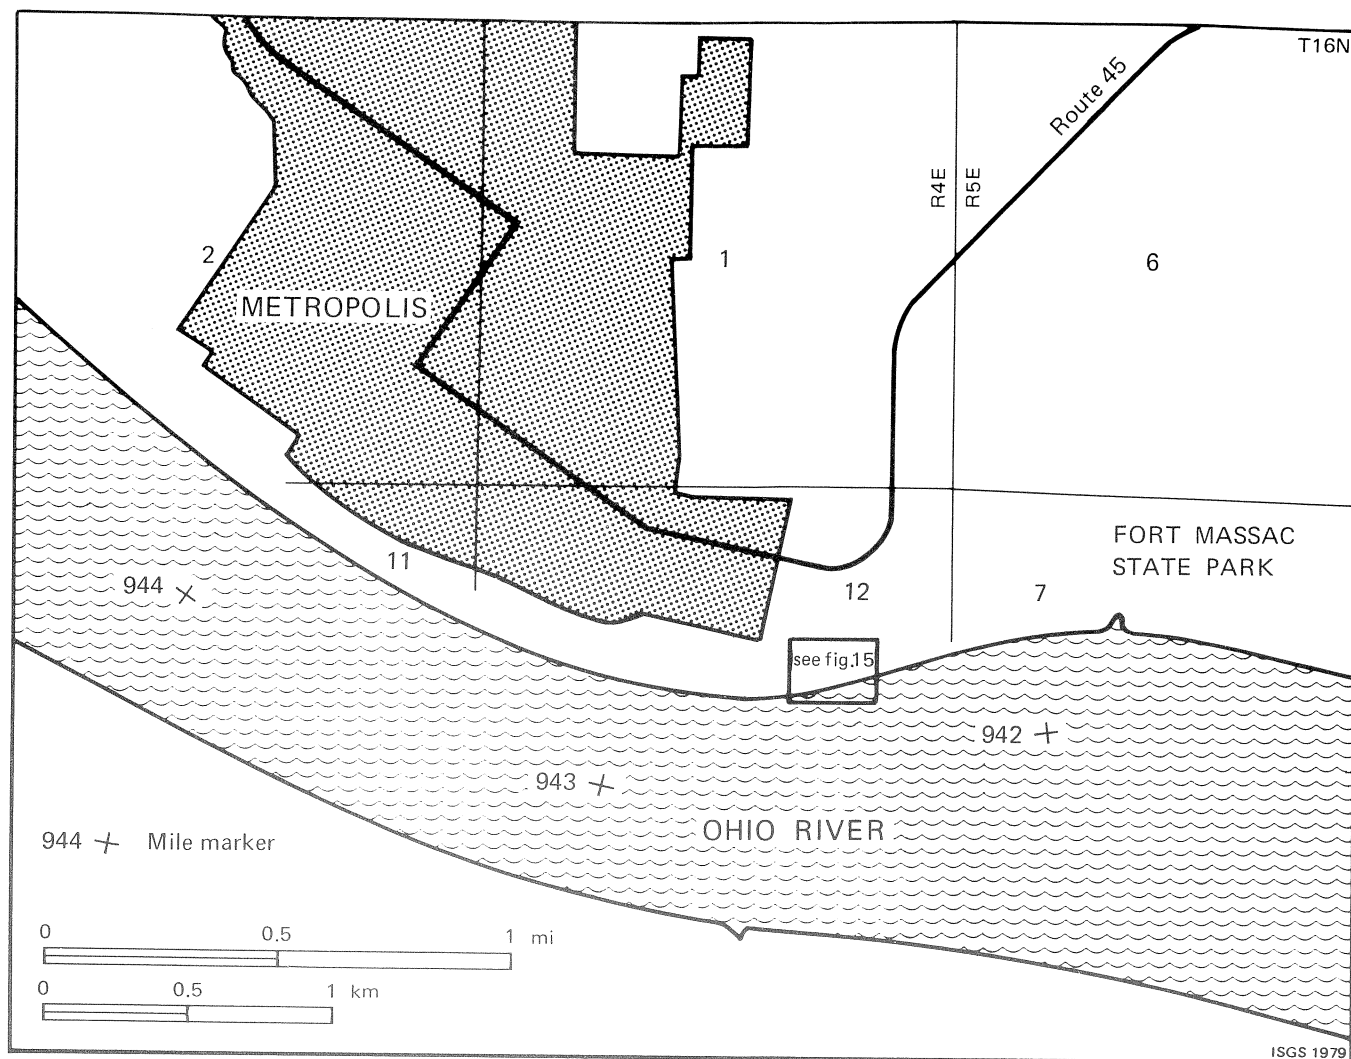 T16N
Route 45
R4E
R5E
2
1
6
METROPOLIS
FORT MASSAC
STATE PARK
11
944
12
7
see fig.15
942
943
OHIO RIVER
944 Mile marker
0 0.5 1 mi
0 0.5 1 km
ISGS 1979